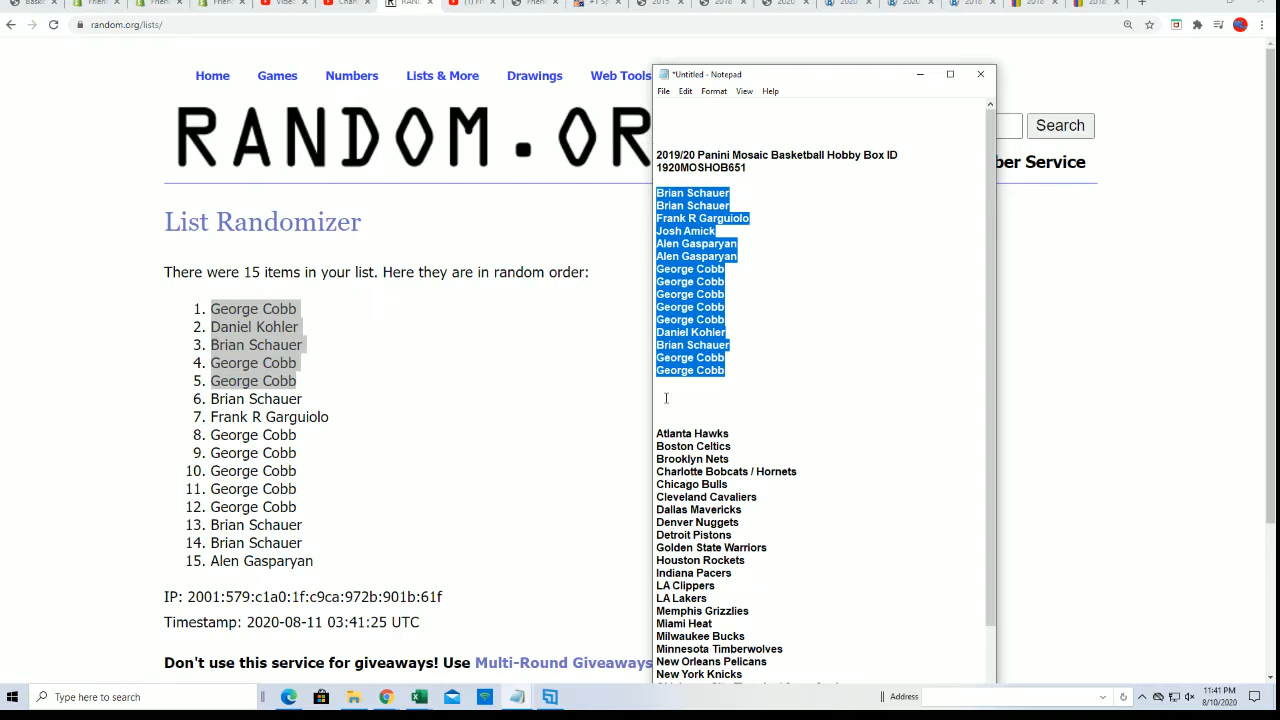 random.org/lists/
Home Games Numbers Lists & More Drawings Web Tools
RANDOM.OR
Search
ber Service
List Randomizer
There were 15 items in your list. Here they are in random order:
1. George Cobb
2. Daniel Kohler
3. Brian Schauer
4. George Cobb
5. George Cobb
6. Brian Schauer
7. Frank R Garguiolo
8. George Cobb
9. George Cobb
10. George Cobb
11. George Cobb
12. George Cobb
13. Brian Schauer
14. Brian Schauer
15. Alen Gasparyan
IP: 2001:579:c1a0:1f:c9ca:972b:901b:61f
Timestamp: 2020-08-11 03:41:25 UTC
Don't use this service for giveaways! Use Multi-Round Giveaways
*Untitled - Notepad
File Edit Format View Help
2019/20 Panini Mosaic Basketball Hobby Box ID
1920MOSHOB651
Brian Schauer
Brian Schauer
Frank R Garguiolo
Josh Amick
Alen Gasparyan
Alen Gasparyan
George Cobb
George Cobb
George Cobb
George Cobb
George Cobb
Daniel Kohler
Brian Schauer
George Cobb
George Cobb
Atlanta Hawks
Boston Celtics
Brooklyn Nets
Charlotte Bobcats / Hornets
Chicago Bulls
Cleveland Cavaliers
Dallas Mavericks
Denver Nuggets
Detroit Pistons
Golden State Warriors
Houston Rockets
Indiana Pacers
LA Clippers
LA Lakers
Memphis Grizzlies
Miami Heat
Milwaukee Bucks
Minnesota Timberwolves
New Orleans Pelicans
New York Knicks
Type here to search
Address
11:41 PM
8/10/2020